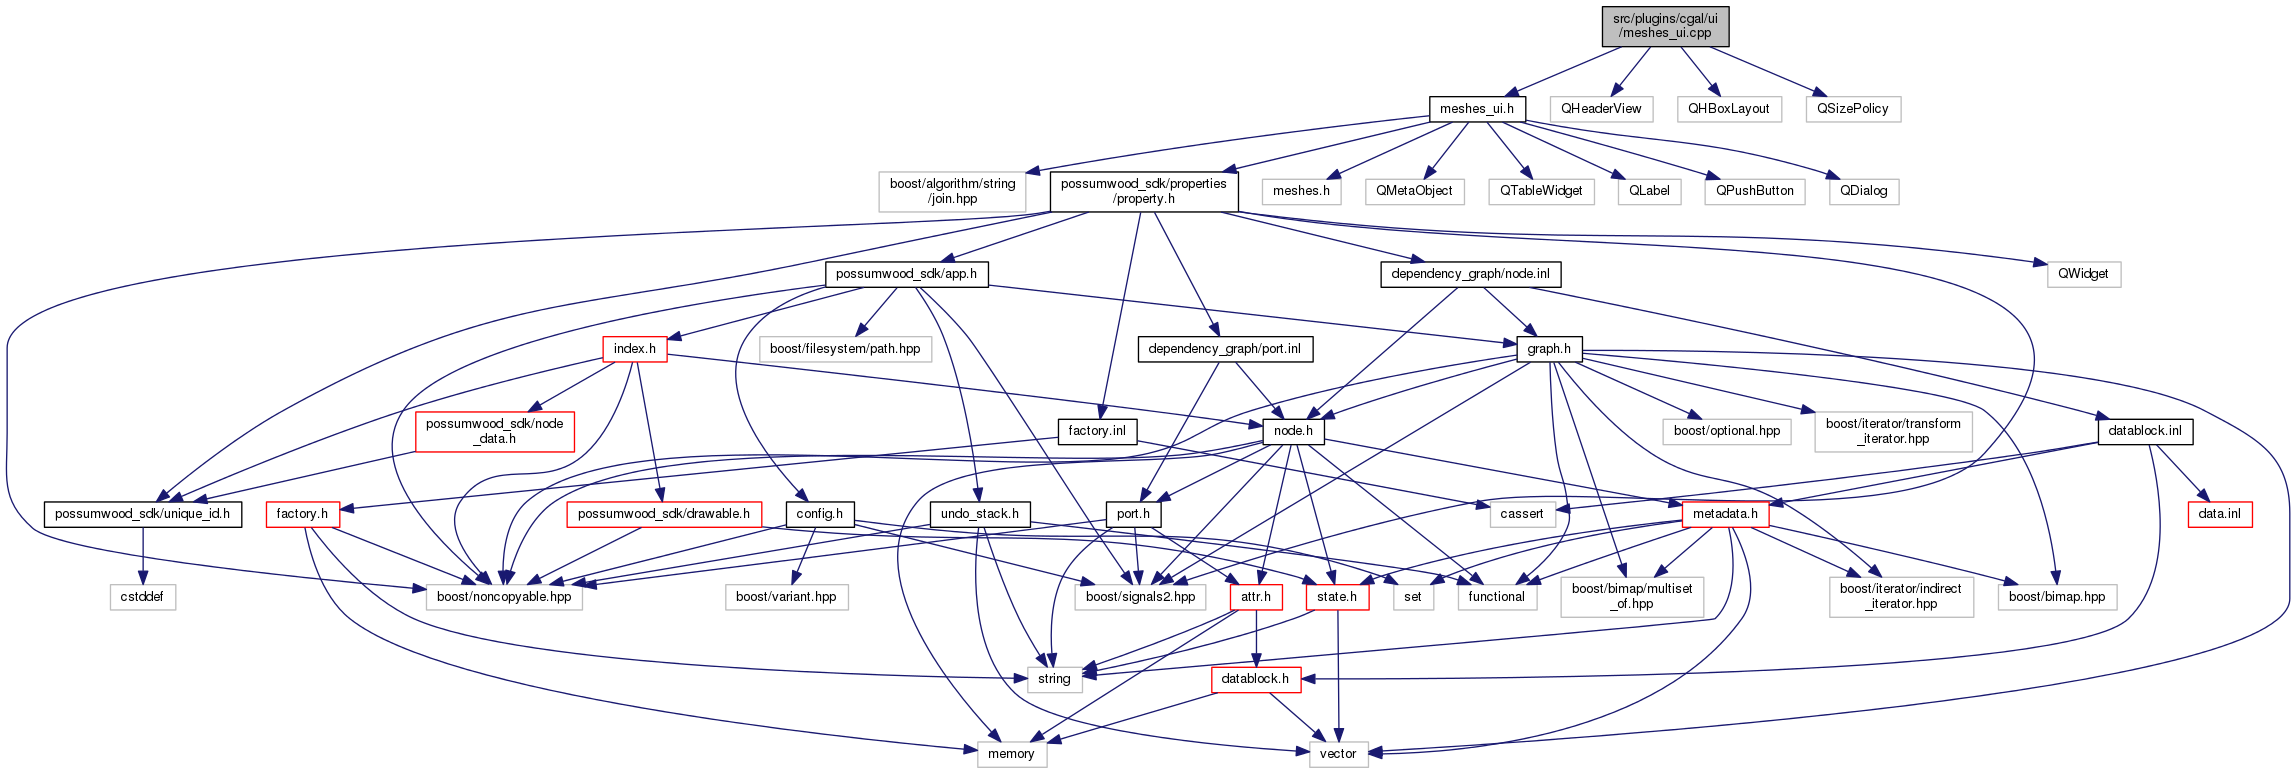 src/plugins/cgal/ui
/meshes_ui.cpp
meshes_ui.h
QHeaderView
QHBoxLayout
QSizePolicy
boost/algorithm/string
/join.hpp
possumwood_sdk/properties
/property.h
meshes.h
QMetaObject
QTableWidget
QLabel
QPushButton
QDialog
possumwood_sdk/app.h
dependency_graph/node.inl
QWidget
index.h
boost/filesystem/path.hpp
dependency_graph/port.inl
graph.h
possumwood_sdk/node
_data.h
factory.inl
node.h
boost/optional.hpp
boost/iterator/transform
_iterator.hpp
datablock.inl
possumwood_sdk/unique_id.h
factory.h
possumwood_sdk/drawable.h
config.h
undo_stack.h
port.h
cassert
metadata.h
data.inl
cstddef
boost/noncopyable.hpp
boost/variant.hpp
boost/signals2.hpp
attr.h
state.h
set
functional
boost/bimap/multiset
_of.hpp
boost/iterator/indirect
_iterator.hpp
boost/bimap.hpp
string
datablock.h
memory
vector